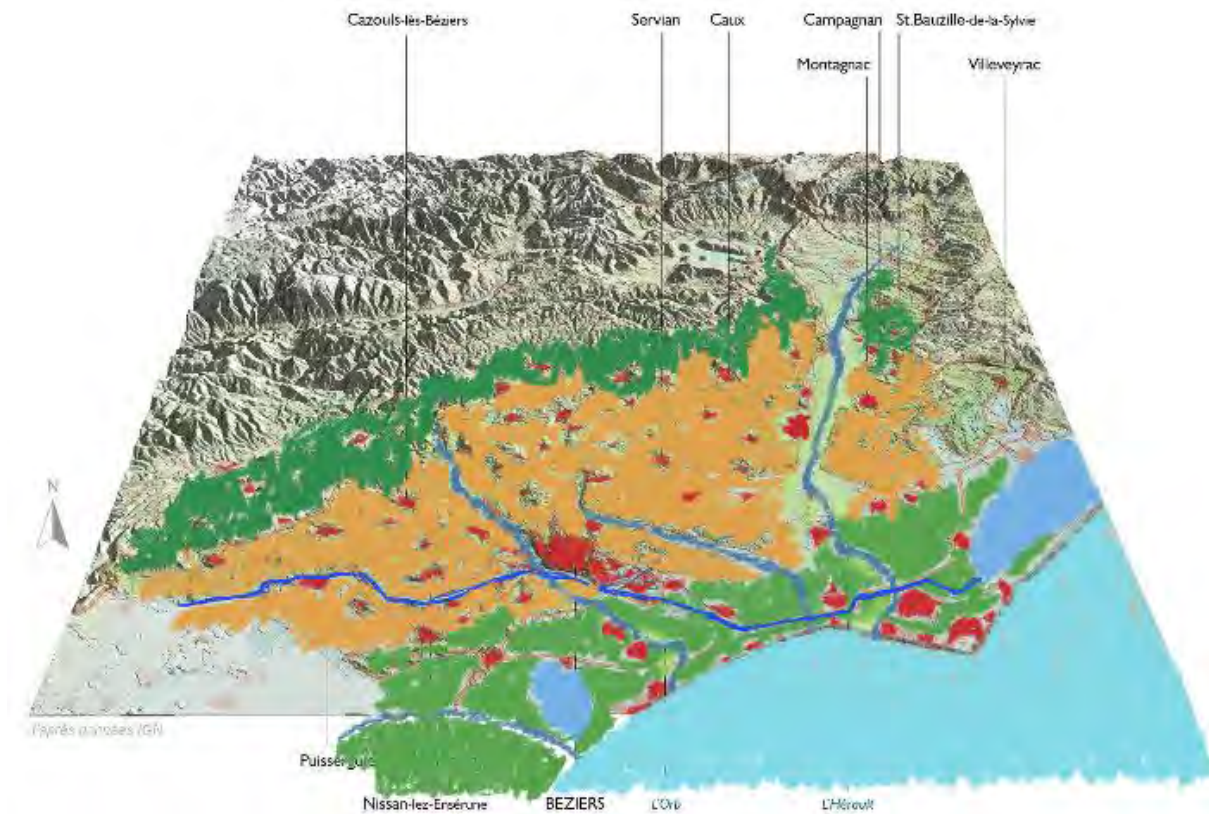 Cazouls-lès-Béziers
Servian
Caux
Campagnan
St.Bauzille-de-la-Sylvie
Montagnac
Villeveyrac
N
d'après données IGN
Nissan-lez-Ensérune
BEZIERS
L'Orb
L'Hérault